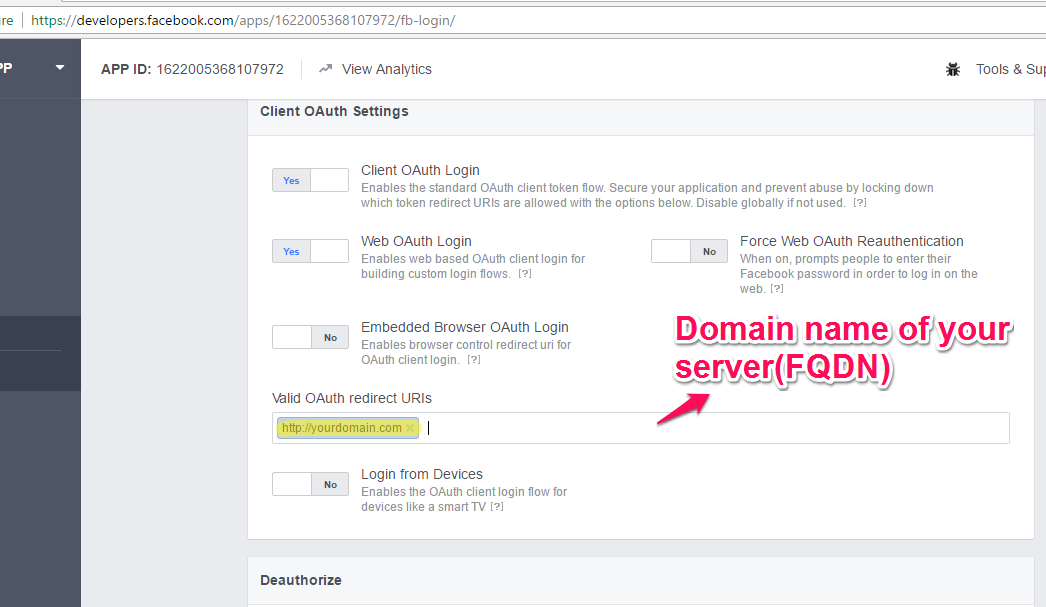 re https://developers.facebook.com/apps/1622005368107972/fb-login/
PP
APP ID: 1622005368107972
View Analytics
Tools & Sup
Client OAuth Settings
Yes
Client OAuth Login
Enables the standard OAuth client token flow. Secure your application and prevent abuse by locking down
which token redirect URIs are allowed with the options below. Disable globally if not used. [?]
Yes
Web OAuth Login
Enables web based OAuth client login for
building custom login flows. [?]
No
Force Web OAuth Reauthentication
When on, prompts people to enter their
Facebook password in order to log in on the
web. [?]
No
Embedded Browser OAuth Login
Enables browser control redirect uri for
OAuth client login. [?]
Domain name of your
server(FQDN)
Valid OAuth redirect URIs
http://yourdomain.com ×
No
Login from Devices
Enables the OAuth client login flow for
devices like a smart TV [?]
Deauthorize